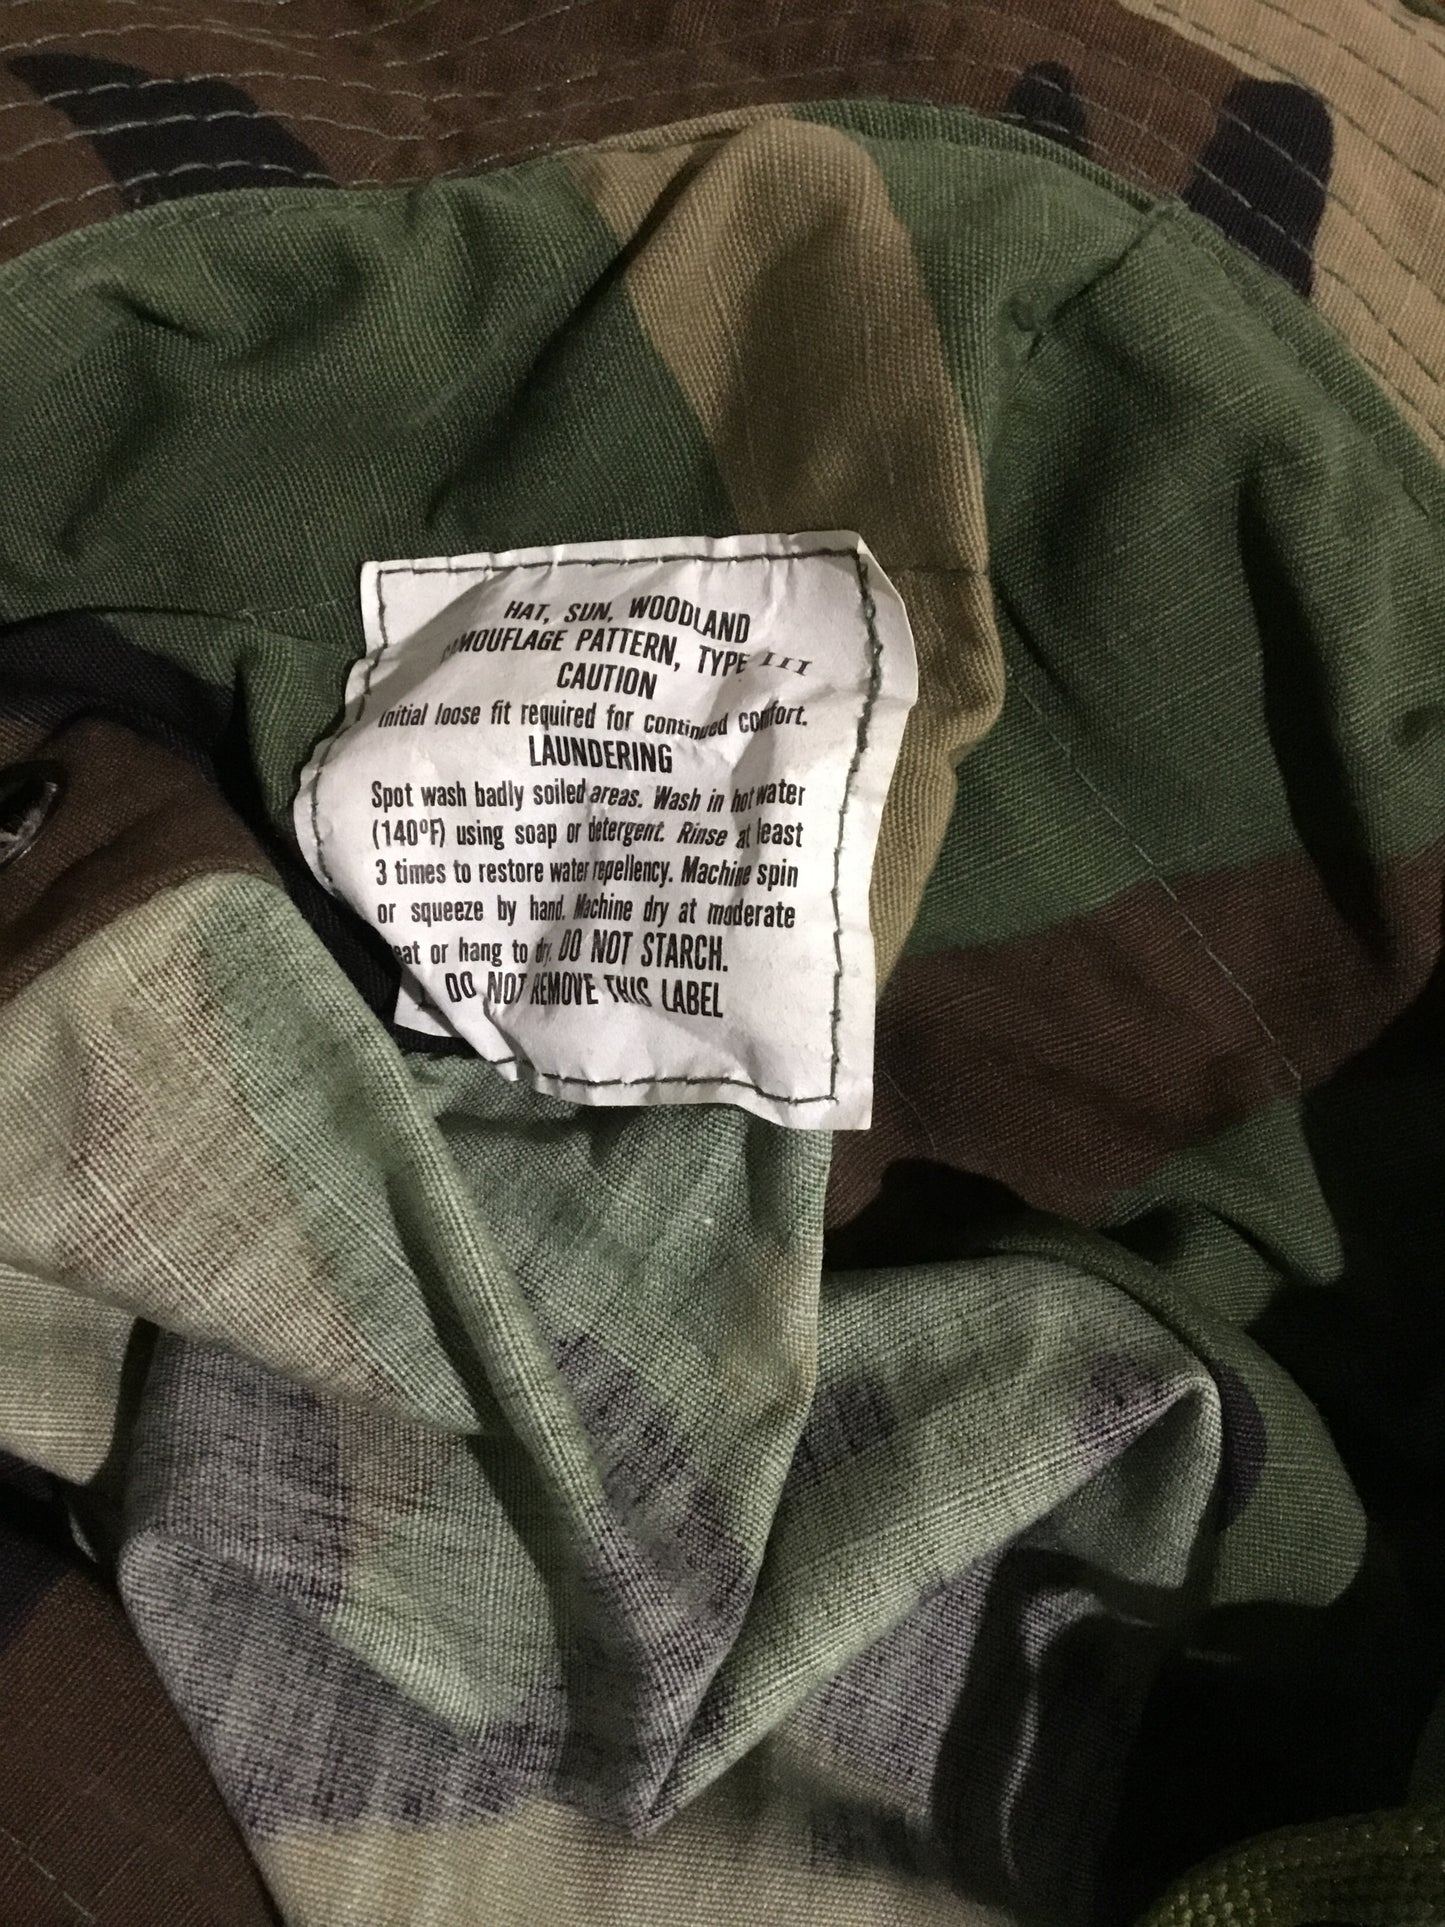 HAT, SUN, WOODLAND
CAMOUFLAGE PATTERN, TYPE III
CAUTION
Initial loose fit required for continued comfort.
LAUNDERING
Spot wash badly soiled areas. Wash in hot water
(140ºF) using soap or detergent. Rinse at least
3 times to restore water repellency. Machine spin
or squeeze by hand. Machine dry at moderate
heat or hang to dry. DO NOT STARCH.
DO NOT REMOVE THIS LABEL